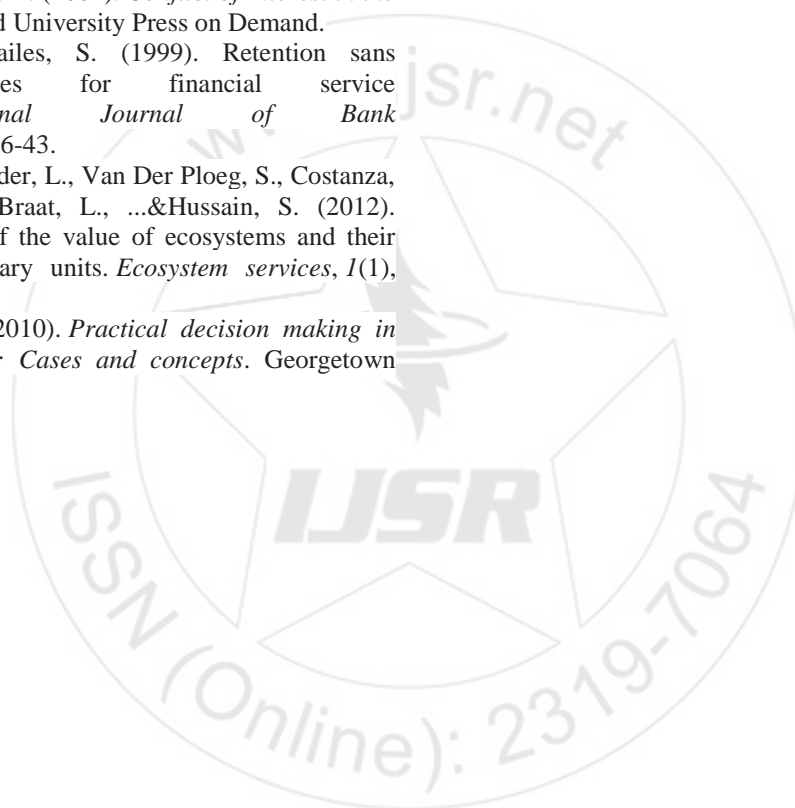 d University Press on Demand.
ailes, S. (1999). Retention sans
es for financial service
nal Journal of Bank
6-43.
der, L., Van Der Ploeg, S., Costanza,
Braat, L., ...&Hussain, S. (2012).
f the value of ecosystems and their
ary units. Ecosystem services, 1(1),
2010). Practical decision making in
: Cases and concepts. Georgetown
jsr.net
IJSR
ISSN (Online): 2319-7064